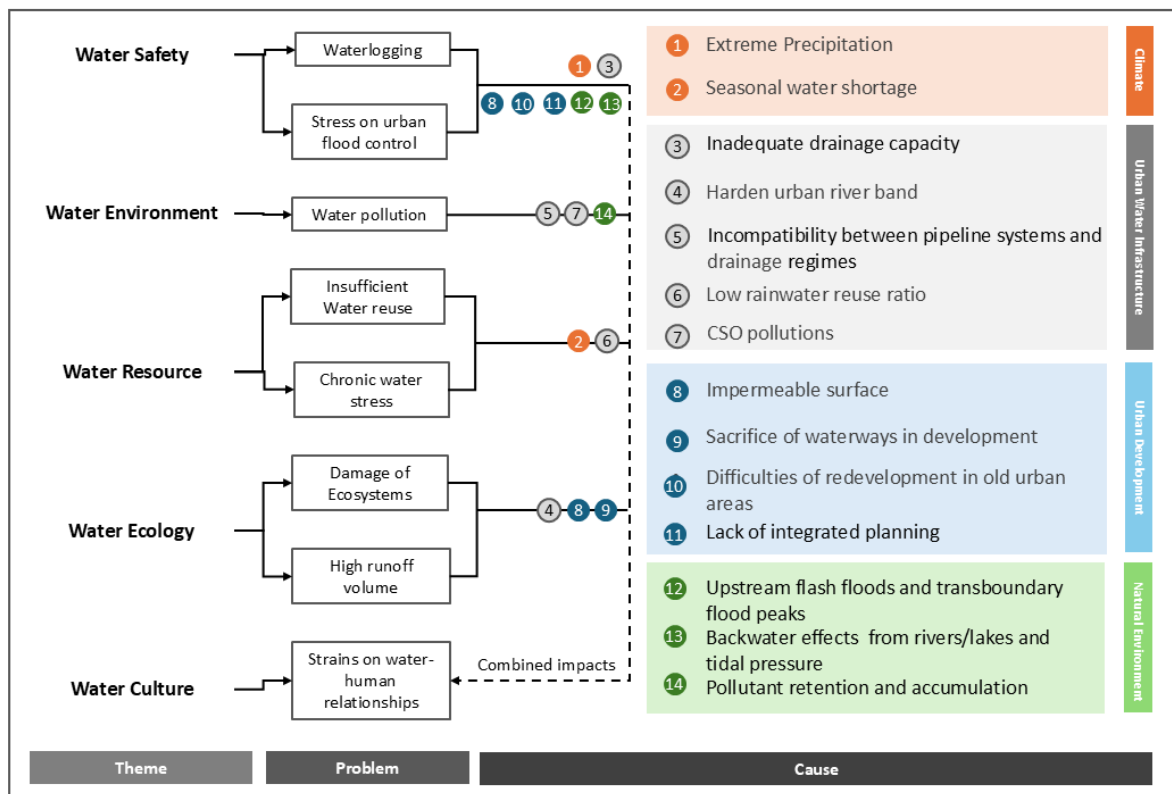 Water Safety
Waterlogging
Stress on urban
flood control
1 3
8 10 11 12 13
Water Environment
Water pollution
5 7 14
Water Resource
Insufficient
Water reuse
Chronic water
stress
2 6
Water Ecology
Damage of
Ecosystems
High runoff
volume
4 8 9
Water Culture
Strains on water-
human
relationships
Combined impacts
1 Extreme Precipitation
2 Seasonal water shortage
Climate
3 Inadequate drainage capacity
4 Harden urban river band
5 Incompatibility between pipeline systems and
drainage regimes
6 Low rainwater reuse ratio
7 CSO pollutions
Urban Water Infrastructure
8 Impermeable surface
9 Sacrifice of waterways in development
10 Difficulties of redevelopment in old urban
areas
11 Lack of integrated planning
Urban Development
12 Upstream flash floods and transboundary
flood peaks
13 Backwater effects from rivers/lakes and
tidal pressure
14 Pollutant retention and accumulation
Natural Environment
Theme
Problem
Cause